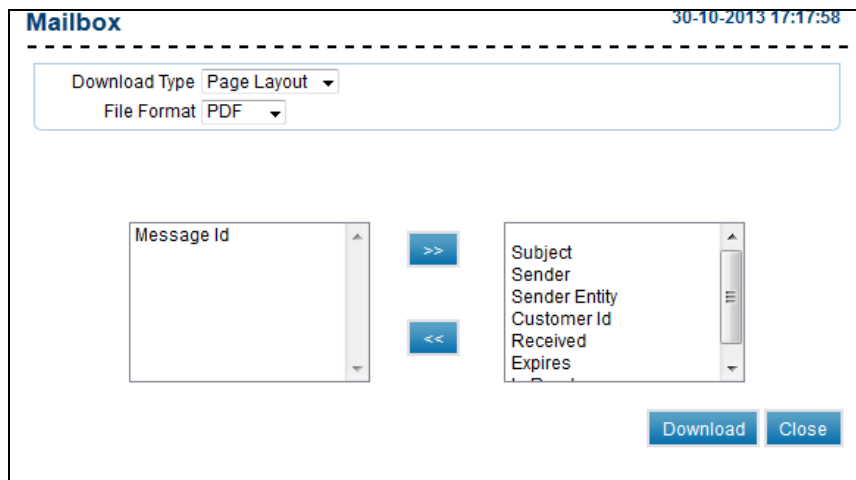 Mailbox 30-10-2013 17:17:58
Download Type Page Layout
File Format PDF
Message Id
>>
<<
Subject
Sender
Sender Entity
Customer Id
Received
Expires
Download Close